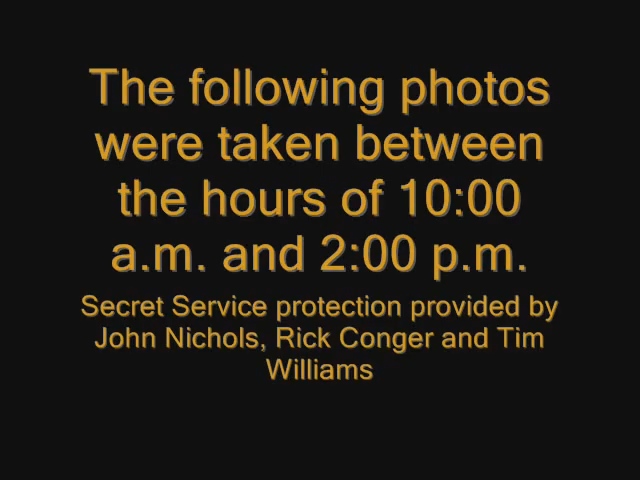 The following photos
were taken between
the hours of 10:00
a.m. and 2:00 p.m.
Secret Service protection provided by
John Nichols, Rick Conger and Tim
Williams